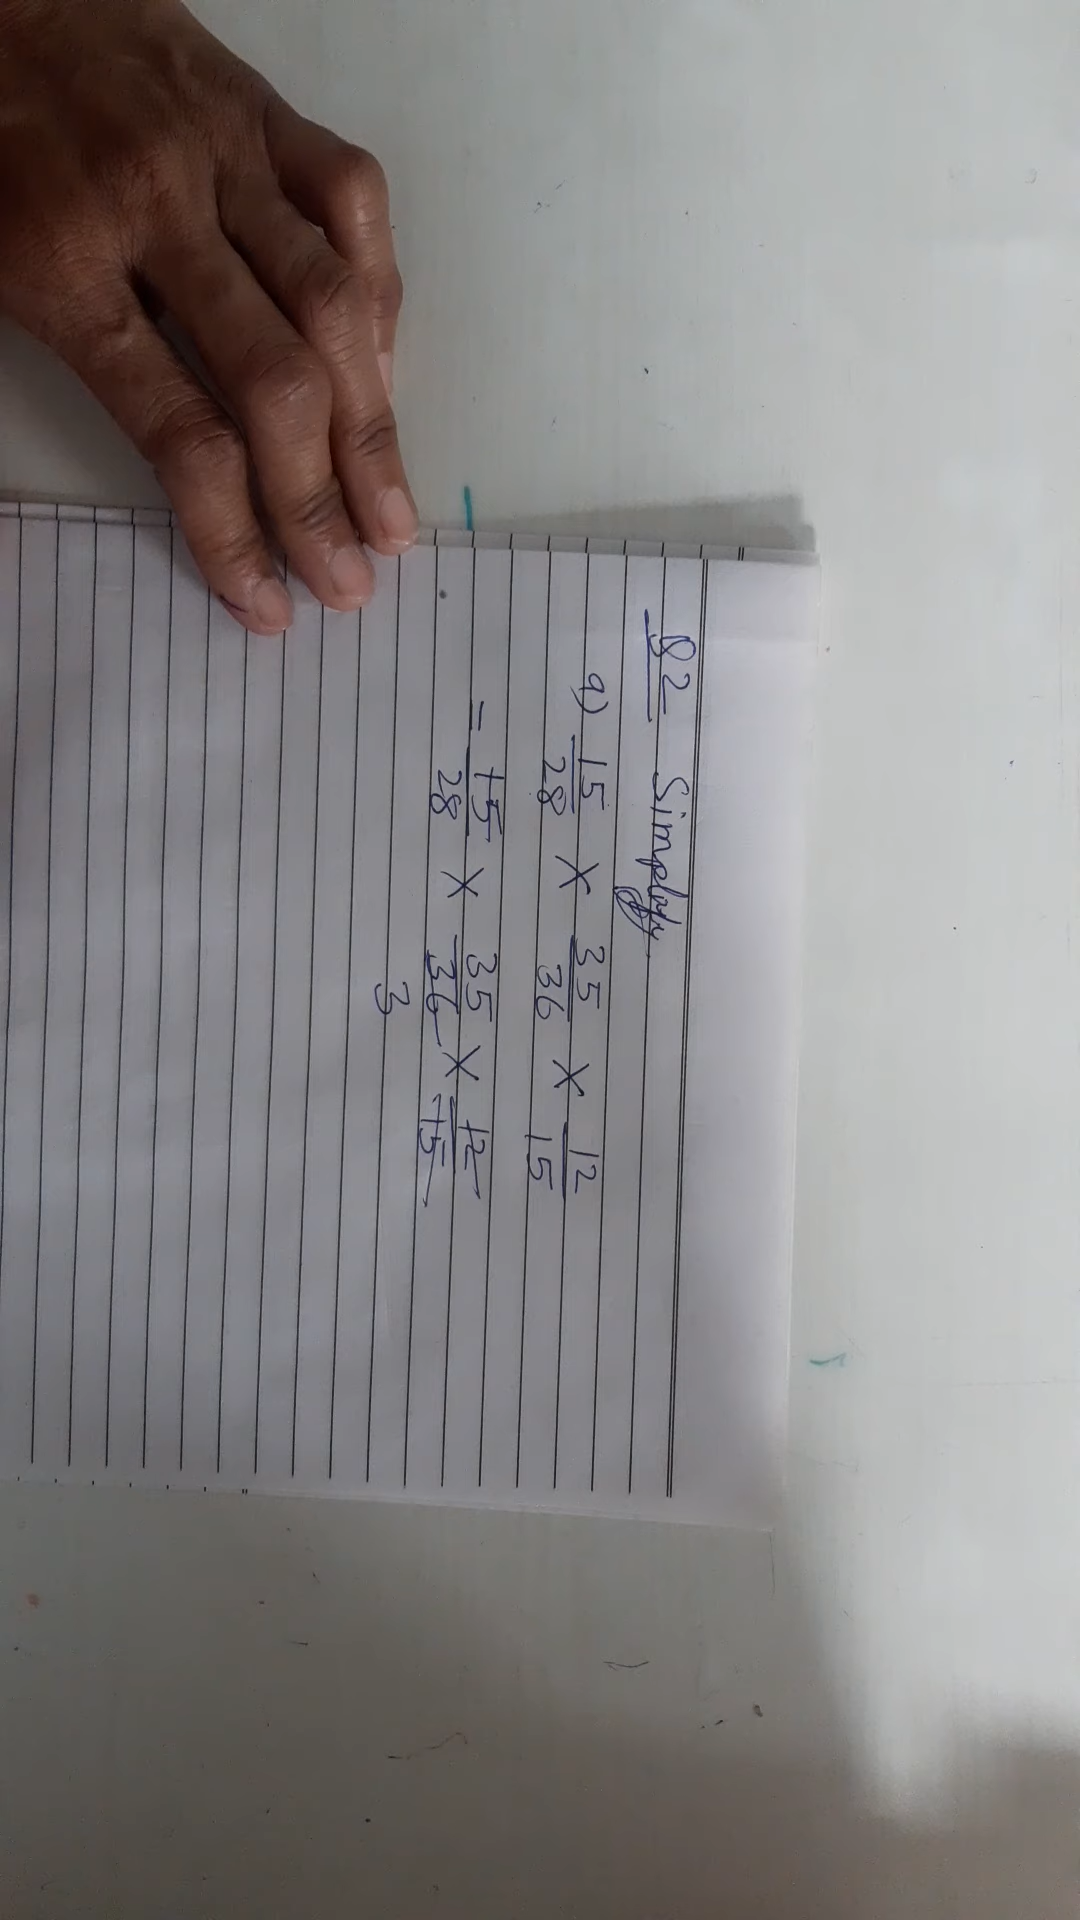 Q2 Simplify
a) 15/28 × 35/36 × 12/15
= 15/28 × 35/36 × 12/15
3